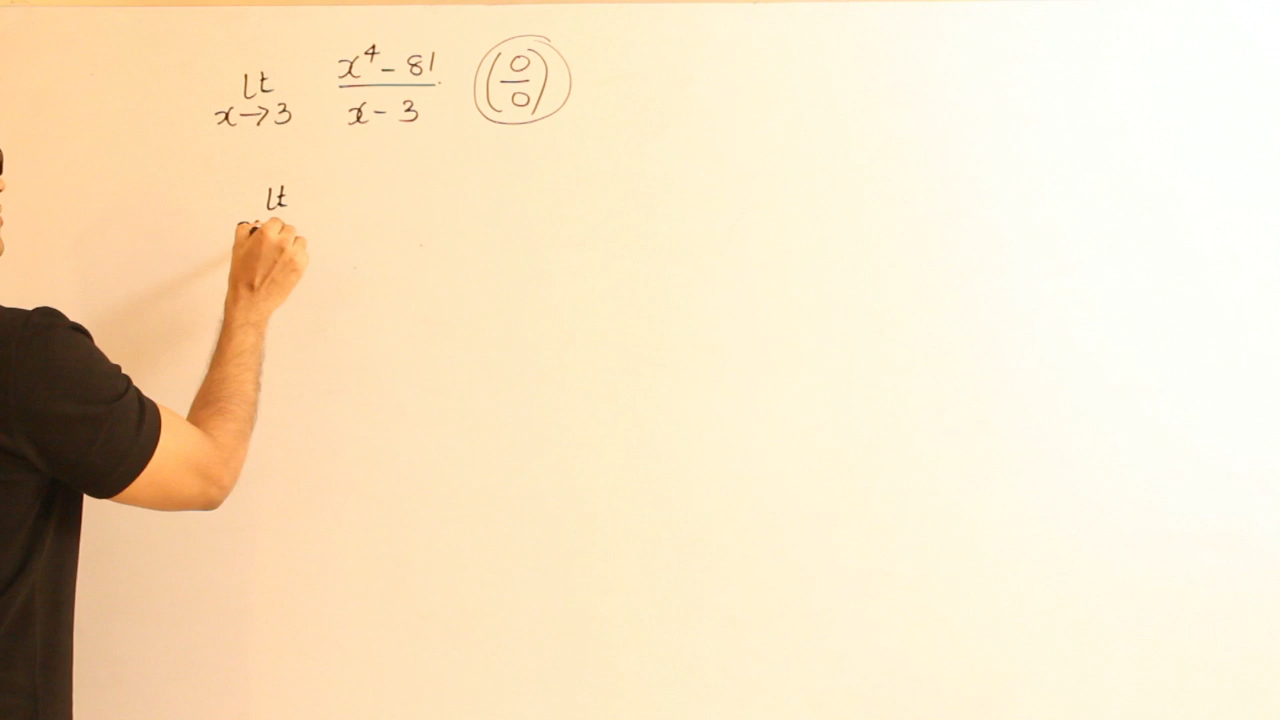 lt x→3 x⁴ - 81 / x - 3 (0/0)
lt